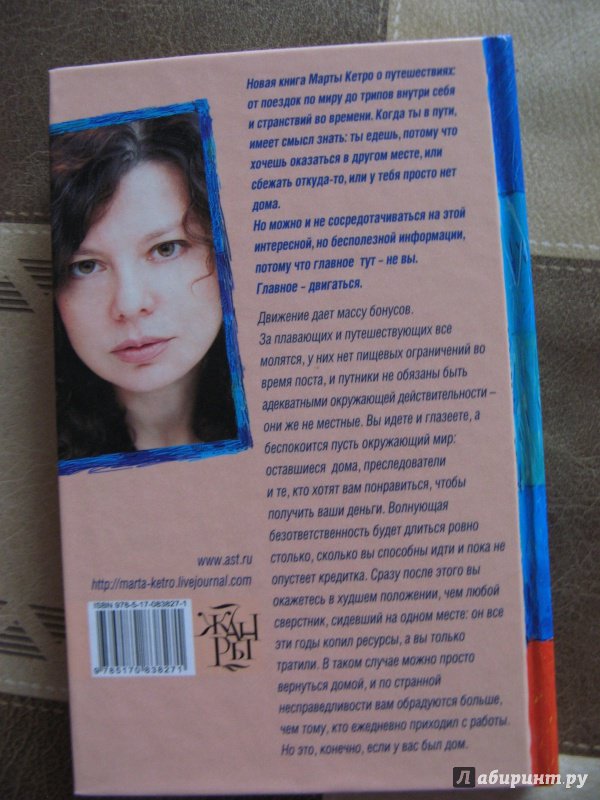 Новая книга Марты Кетро о путешествиях:
от поездок по миру до трипов внутри себя
и странствий во времени. Когда ты в пути,
имеет смысл знать: ты едешь, потому что
хочешь оказаться в другом месте, или
сбежать откуда-то, или у тебя просто нет
дома.
Но можно и не сосредотачиваться на этой
интересной, но бесполезной информации,
потому что главное тут – не вы.
Главное – двигаться.
Движение дает массу бонусов.
За плавающих и путешествующих все
молятся, у них нет пищевых ограничений во
время поста, и путники не обязаны быть
адекватными окружающей действительности –
они же не местные. Вы идете и глазеете, а
беспокоится пусть окружающий мир:
оставшиеся дома, преследователи
и те, кто хотят вам понравиться, чтобы
получить ваши деньги. Волнующая
безответственность будет длиться ровно
столько, сколько вы способны идти и пока не
опустеет кредитка. Сразу после этого вы
окажетесь в худшем положении, чем любой
сверстник, сидевший на одном месте: он все
эти годы копил ресурсы, а вы только
тратили. В таком случае можно просто
вернуться домой, и по странной
несправедливости вам обрадуются больше,
чем тому, кто ежедневно приходил с работы.
Но это, конечно, если у вас был дом.
www.ast.ru
http://marta-ketro.livejournal.com
ISBN 978-5-17-083827-1
9785170838271
ЖАН
РЫ
Лабиринт.ру